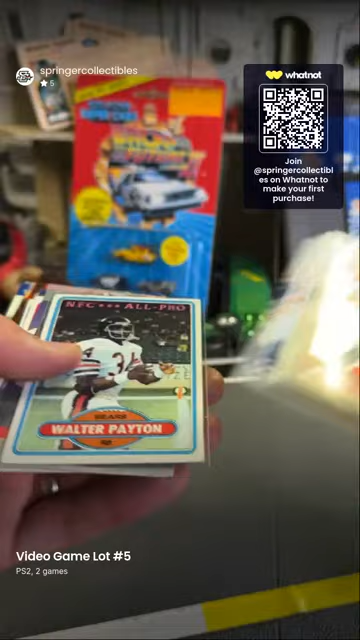 springercollectibles
★ 5
whatnot
Join
@springercollectibl
es on Whatnot to
make your first
purchase!
NFC ALL-PRO
34
BEARS
WALTER PAYTON
RB
Video Game Lot #5
PS2, 2 games